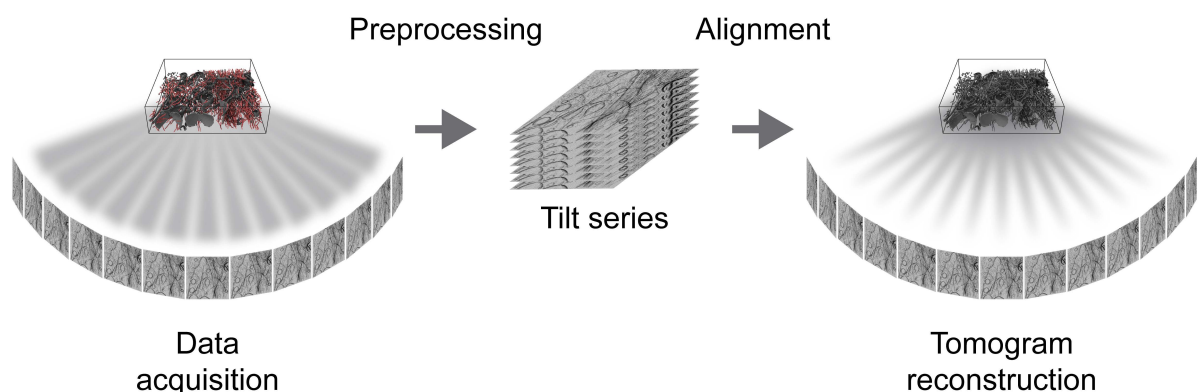 Preprocessing
Alignment
Tilt series
Data
acquisition
Tomogram
reconstruction